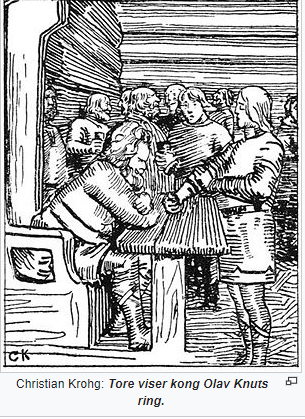 CK
Christian Krohg: Tore viser kong Olav Knuts
ring.